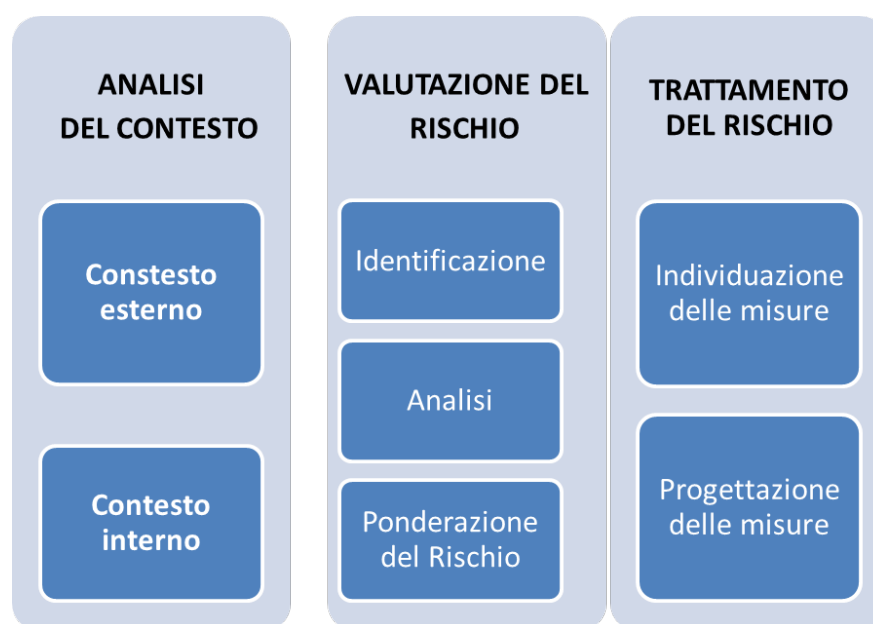 ANALISI
DEL CONTESTO
Constesto
esterno
Contesto
interno
VALUTAZIONE DEL
RISCHIO
Identificazione
Analisi
Ponderazione
del Rischio
TRATTAMENTO
DEL RISCHIO
Individuazione
delle misure
Progettazione
delle misure